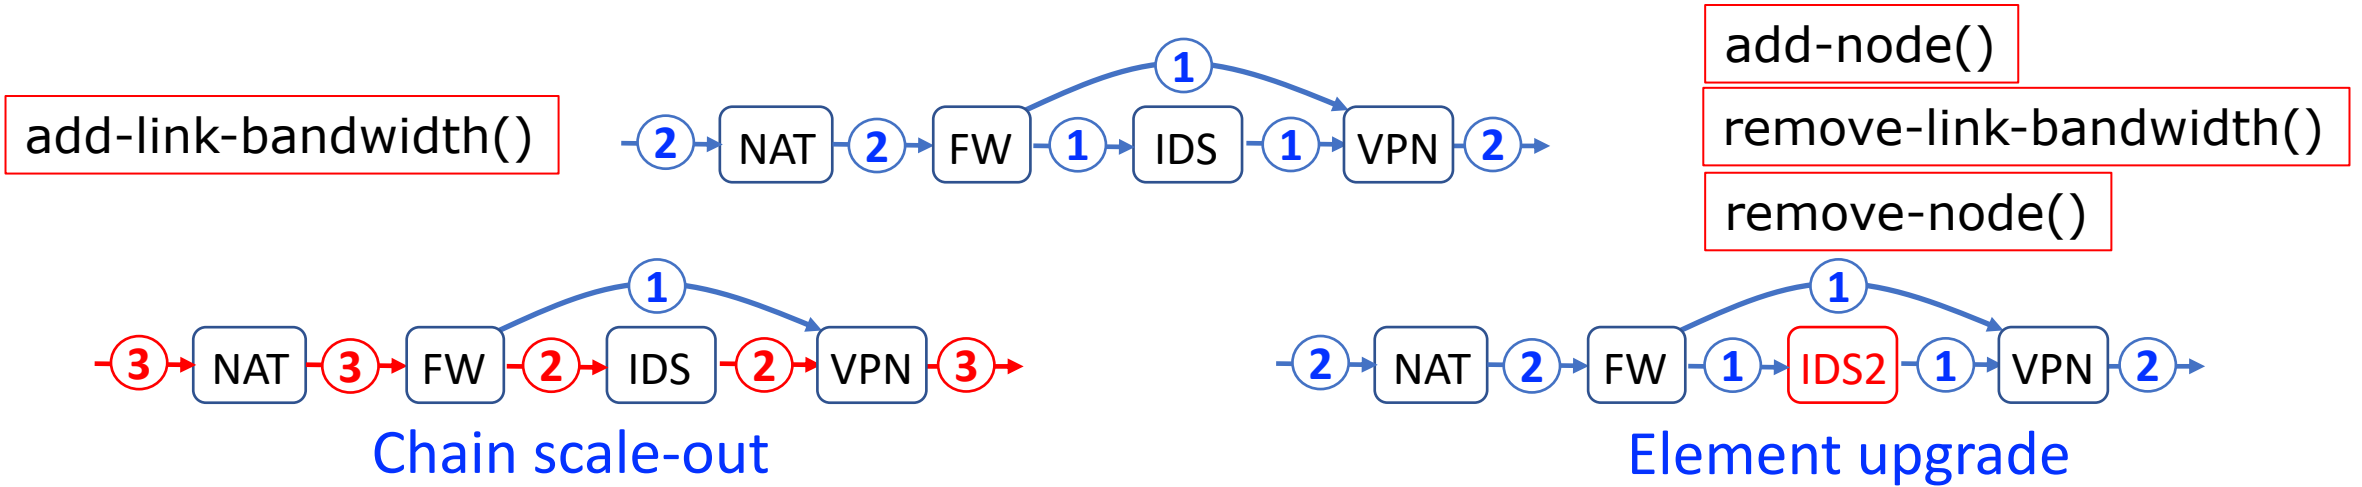 add-node()
1
add-link-bandwidth()
2 NAT 2 FW 1 IDS 1 VPN 2
remove-link-bandwidth()
remove-node()
1
3 NAT 3 FW 2 IDS 2 VPN 3
Chain scale-out
1
2 NAT 2 FW 1 IDS2 1 VPN 2
Element upgrade